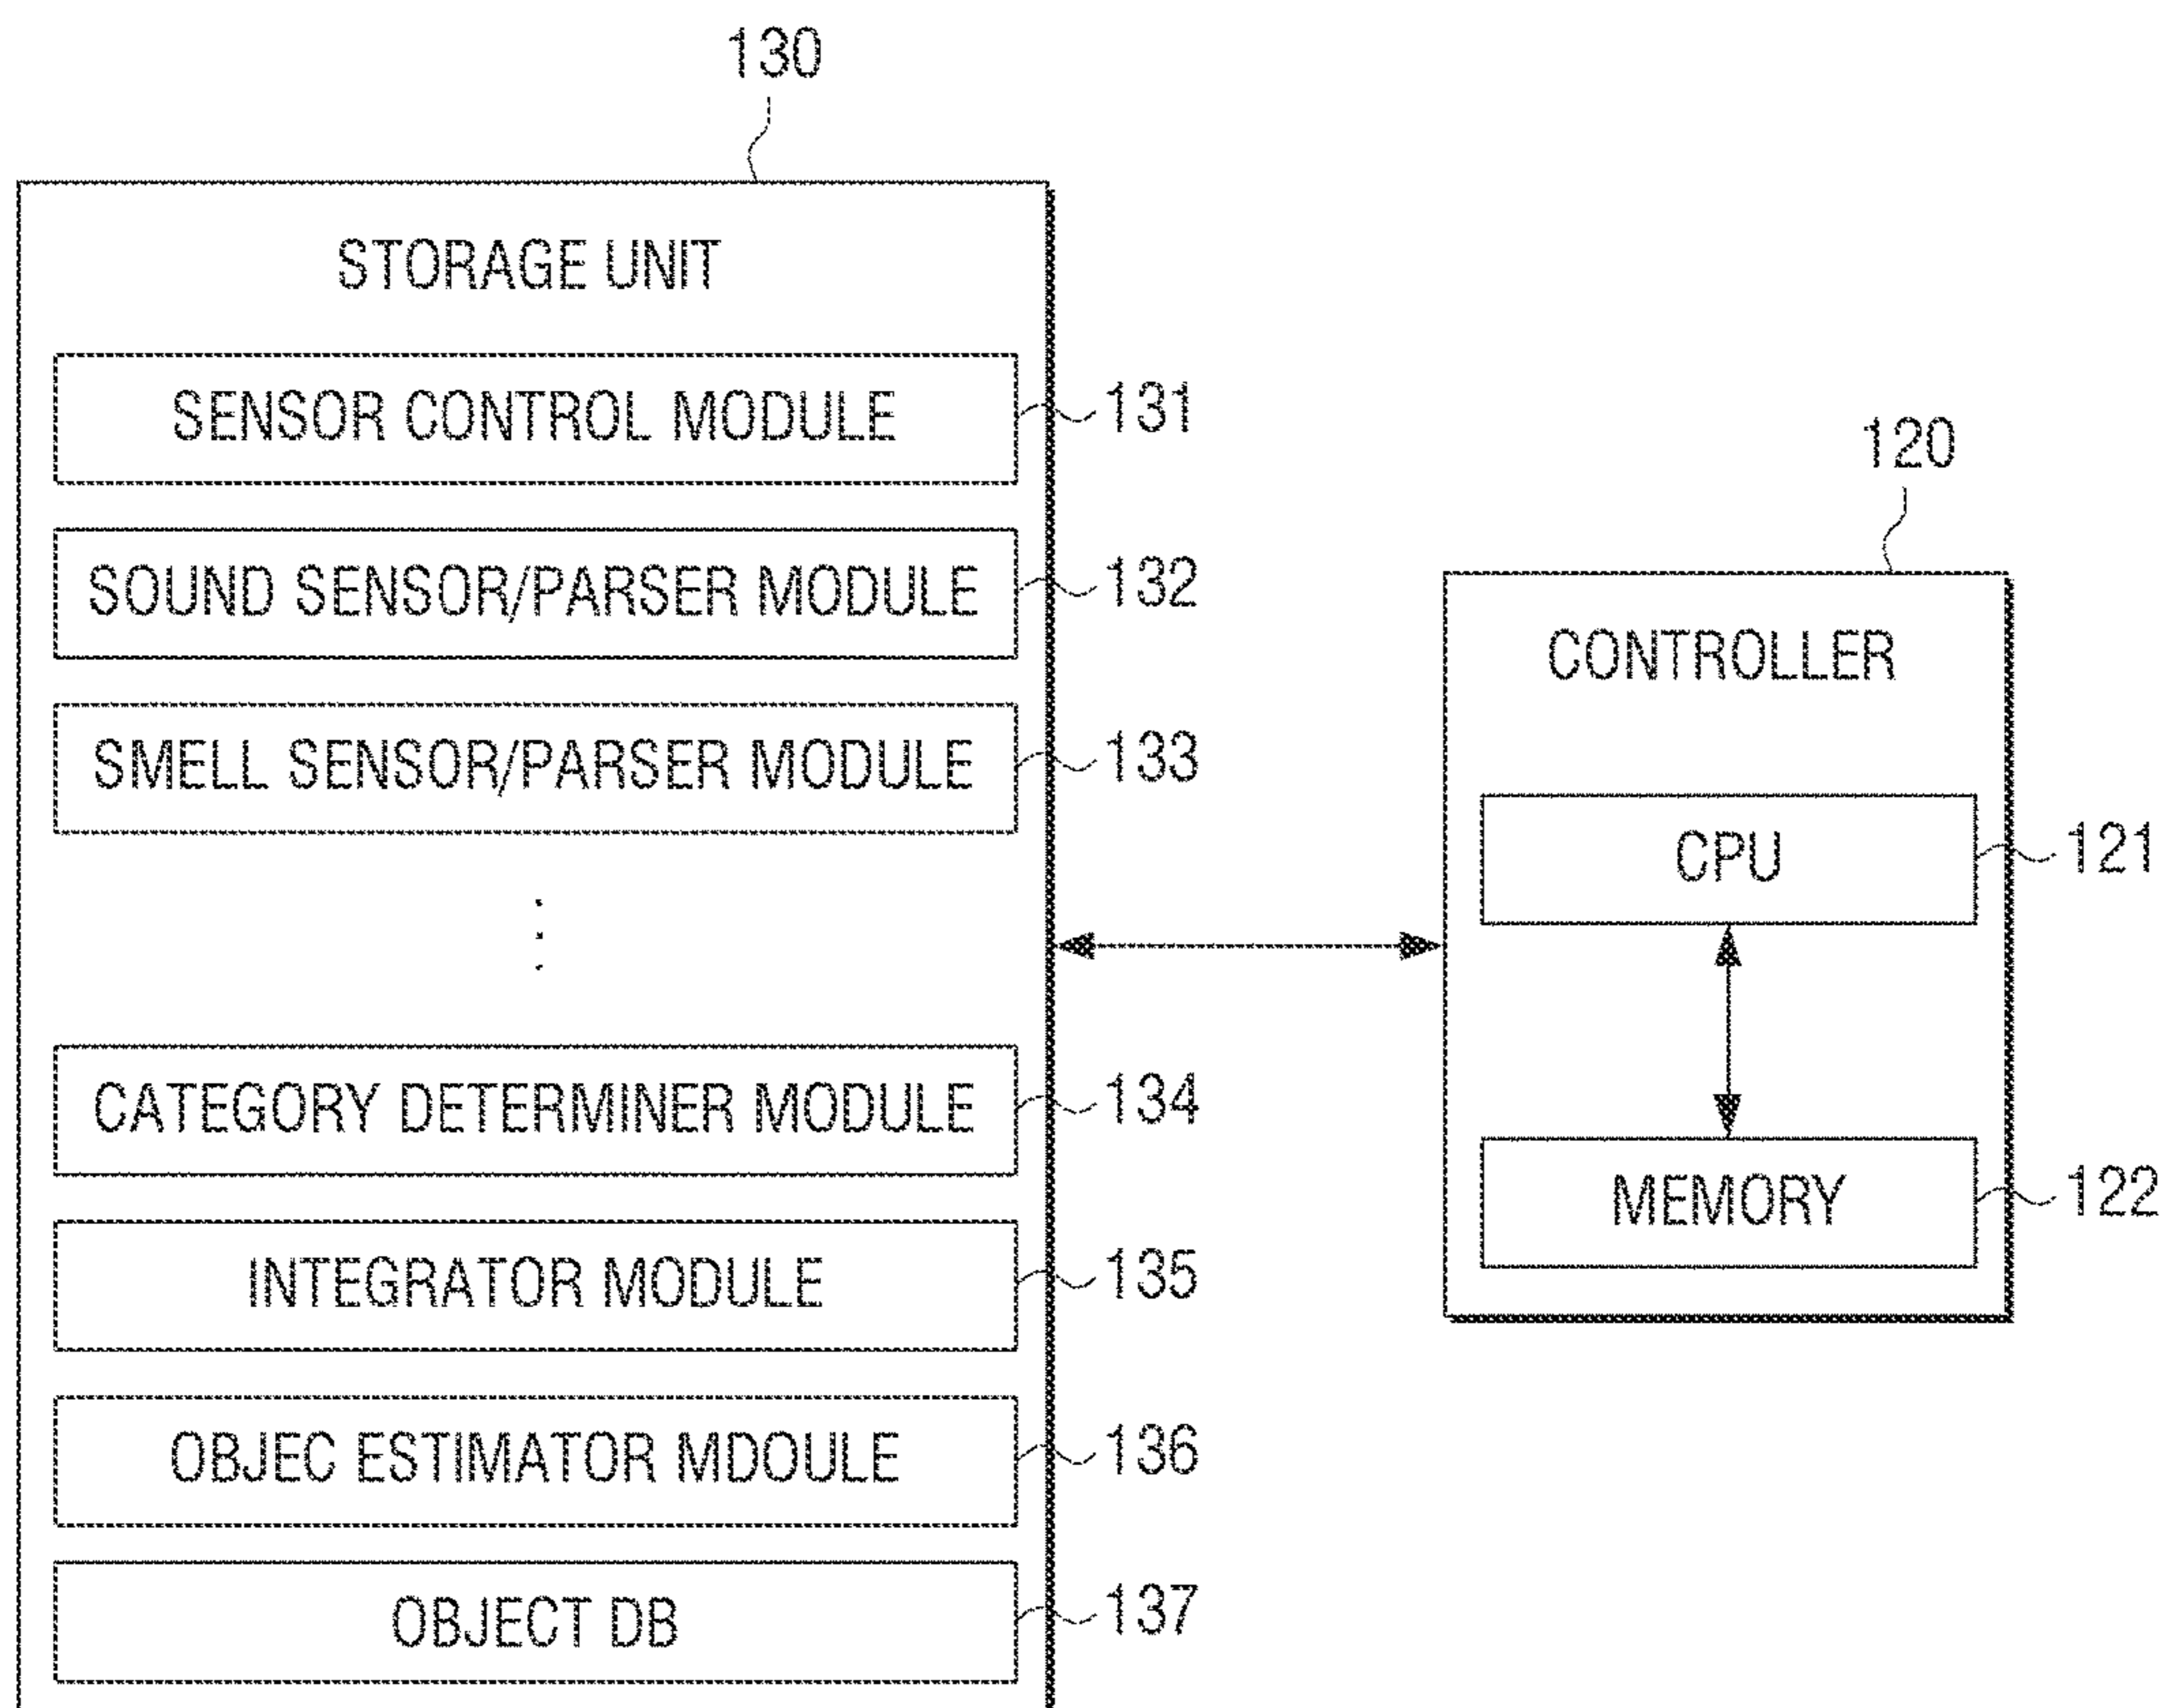 130
STORAGE UNIT
SENSOR CONTROL MODULE 131
SOUND SENSOR/PARSER MODULE 132
SMELL SENSOR/PARSER MODULE 133
CATEGORY DETERMINER MODULE 134
INTEGRATOR MODULE 135
OBJEC ESTIMATOR MDOULE 136
OBJECT DB 137
120
CONTROLLER
CPU 121
MEMORY 122